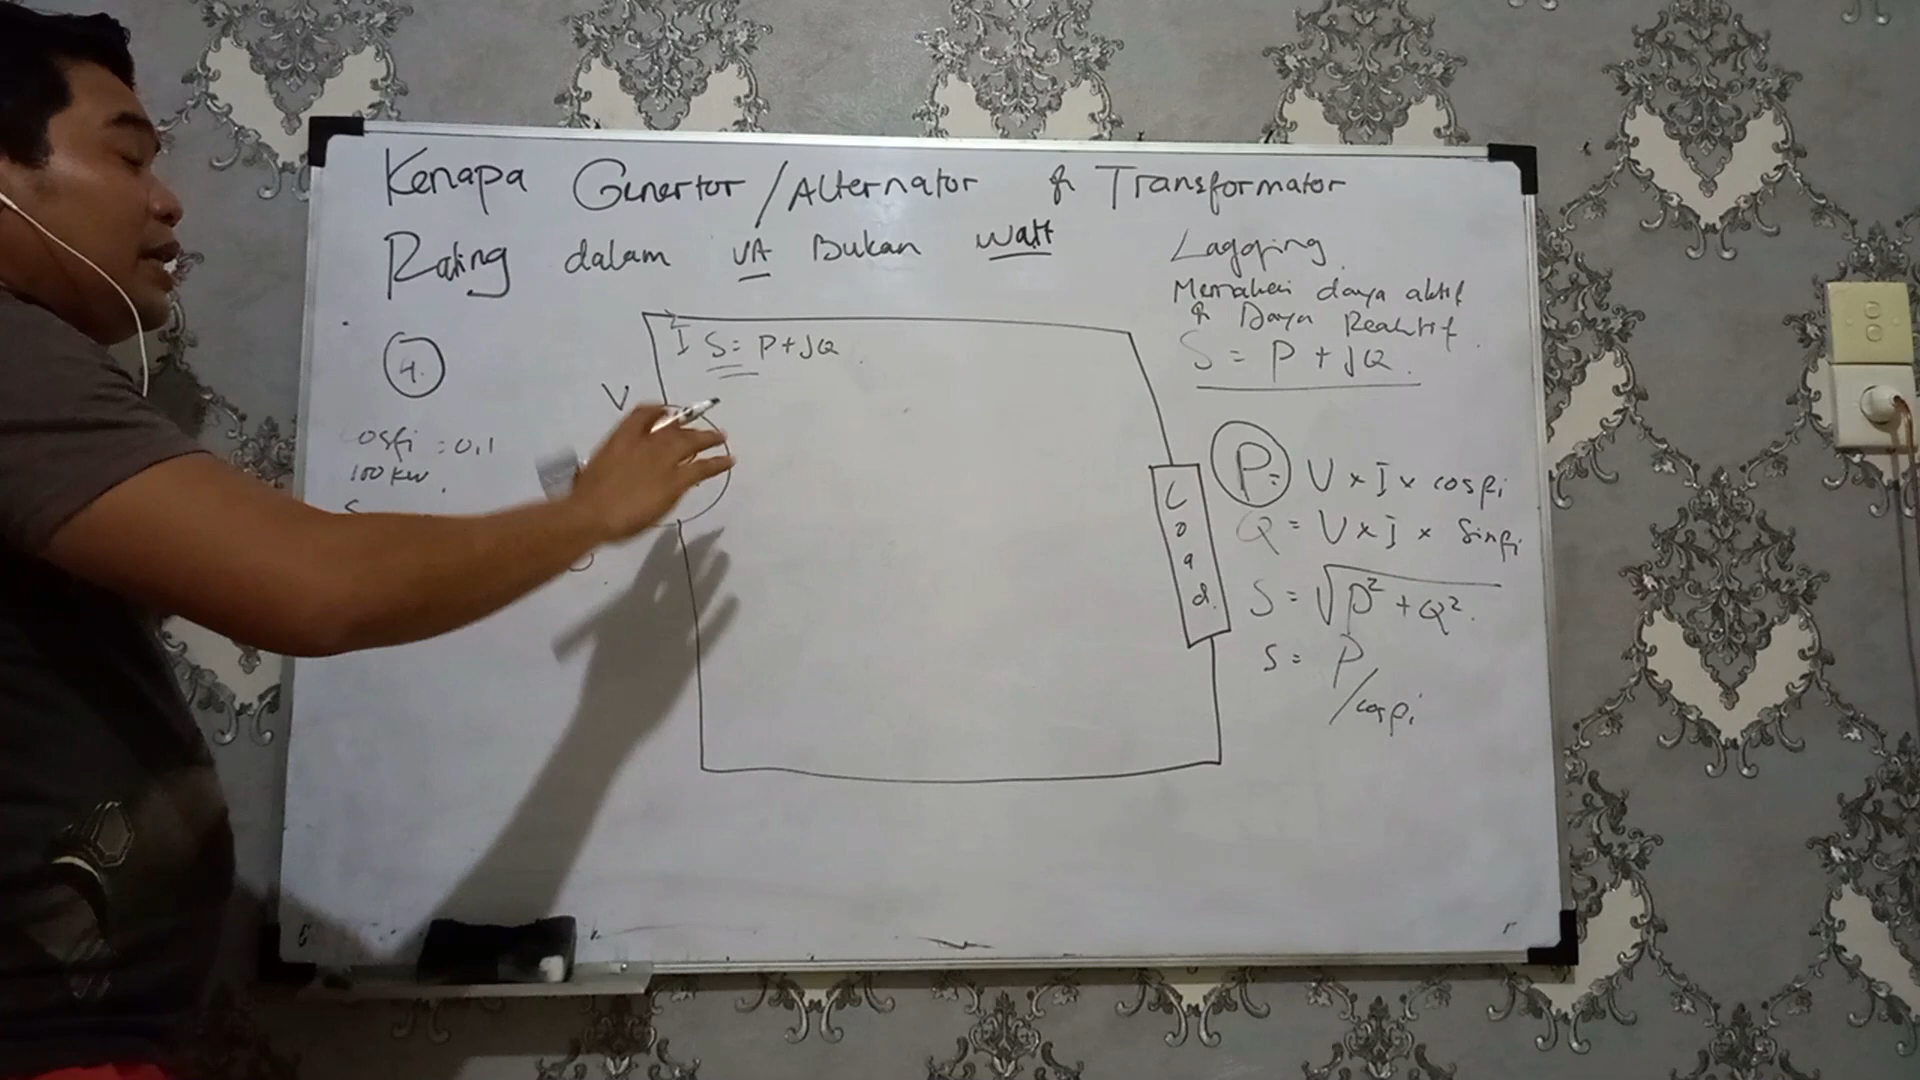 Kenapa Genertor/Alternator & Transformator
Rating dalam VA Bukan Watt
Lagging
Memakai daya aktif
& Daya Reaktif
S = P + jQ
4.
I S = P + jQ
V
cosfi = 0,1
100 kW
S
Load
P = V x I x cosfi
Q = V x I x sinfi
S = √P² + Q²
S = P
/cosfi